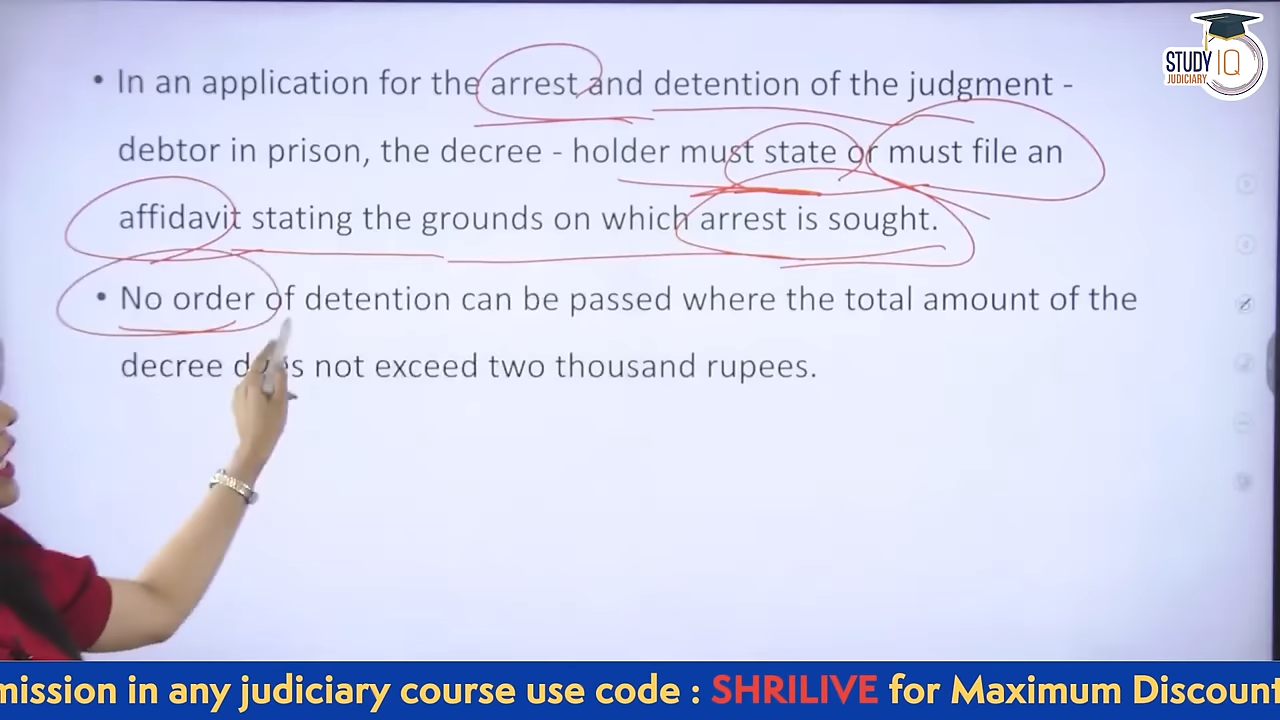 STUDY IQ
JUDICIARY
• In an application for the arrest and detention of the judgment -
debtor in prison, the decree - holder must state or must file an
affidavit stating the grounds on which arrest is sought.
• No order of detention can be passed where the total amount of the
decree does not exceed two thousand rupees.
mission in any judiciary course use code : SHRILIVE for Maximum Discount